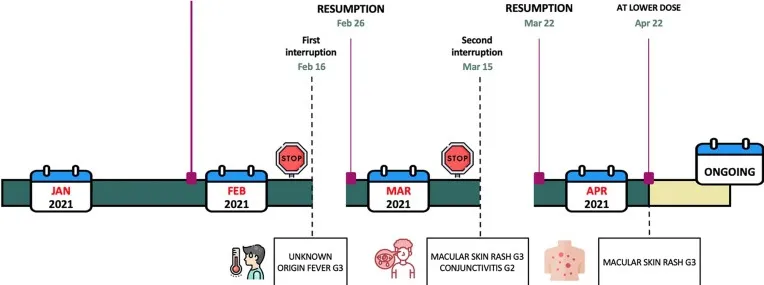 RESUMPTION
Feb 26
RESUMPTION
Mar 22
AT LOWER DOSE
Apr 22
First
interruption
Feb 16
Second
interruption
Mar 15
STOP
STOP
JAN
2021
FEB
2021
MAR
2021
APR
2021
ONGOING
UNKNOWN
ORIGIN FEVER G3
MACULAR SKIN RASH G3
CONJUNCTIVITIS G2
MACULAR SKIN RASH G3